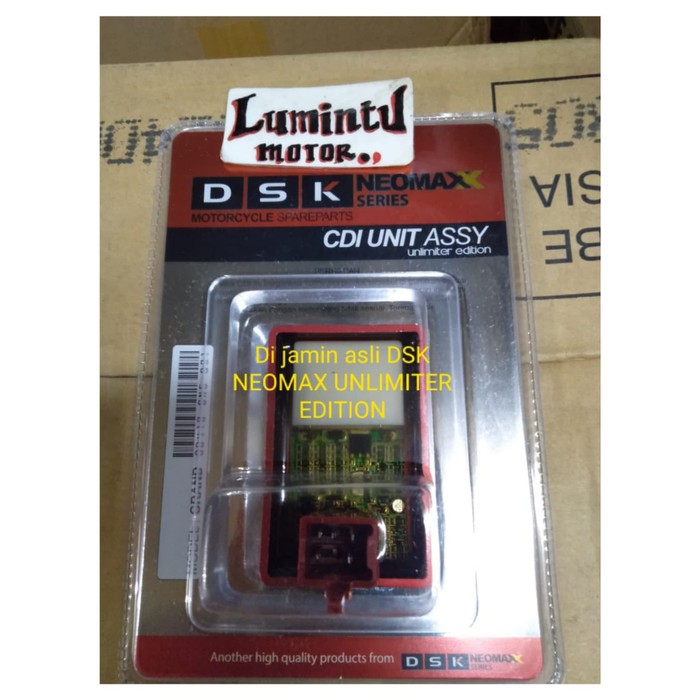 Lumintu
MOTOR.,
DSK NEOMAXX
SERIES
MOTORCYCLE SPAREPARTS
CDI UNIT ASSY
unlimiter edition
Di jamin asli DSK
NEOMAX UNLIMITER
EDITION
GRAND
Another high quality products from DSK NEOMAXX
SERIES